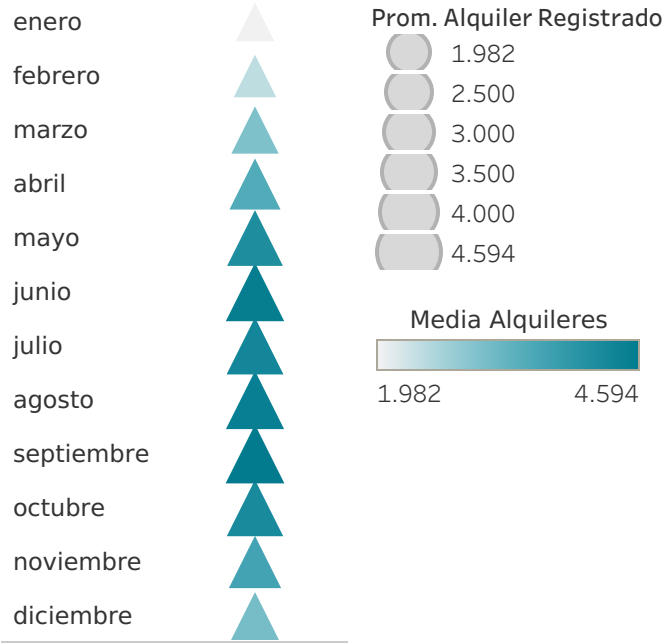 enero
febrero
marzo
abril
mayo
junio
julio
agosto
septiembre
octubre
noviembre
diciembre
Prom. Alquiler Registrado
1.982
2.500
3.000
3.500
4.000
4.594
Media Alquileres
1.982 4.594